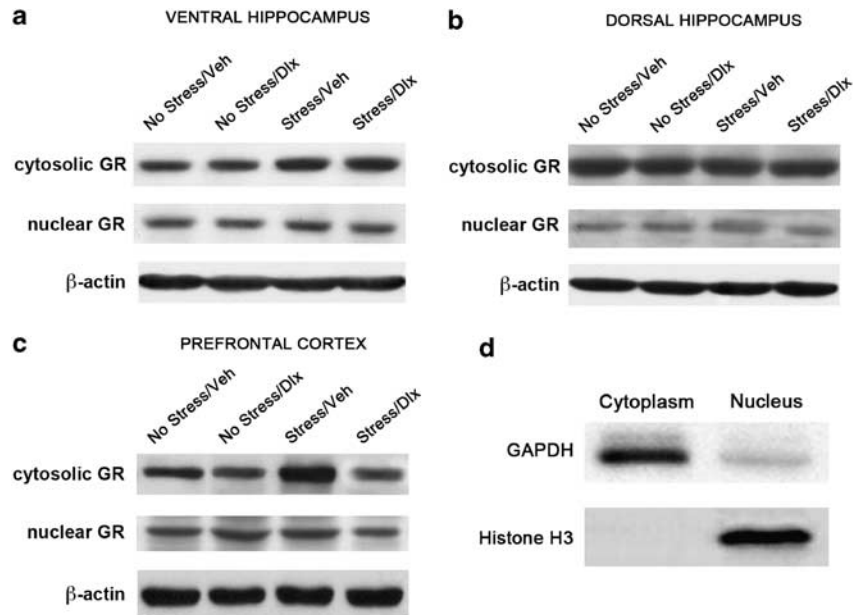 a
VENTRAL HIPPOCAMPUS
No Stress/Veh
No Stress/Dlx
Stress/Veh
Stress/Dlx
cytosolic GR
nuclear GR
β-actin
b
DORSAL HIPPOCAMPUS
No Stress/Veh
No Stress/Dlx
Stress/Veh
Stress/Dlx
cytosolic GR
nuclear GR
β-actin
c
PREFRONTAL CORTEX
No Stress/Veh
No Stress/Dlx
Stress/Veh
Stress/Dlx
cytosolic GR
nuclear GR
β-actin
d
Cytoplasm Nucleus
GAPDH
Histone H3